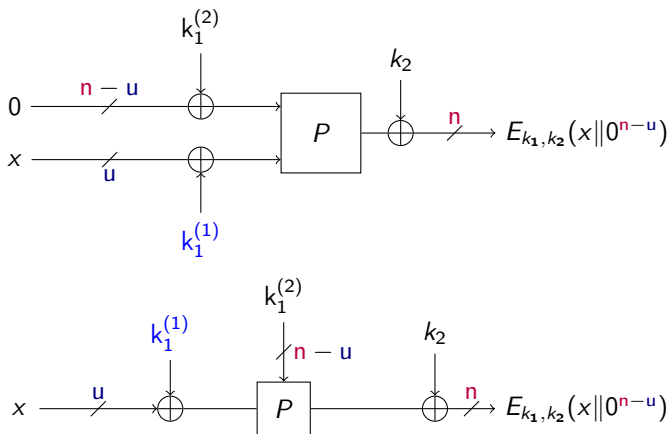 k₁⁽²⁾
n − u
k₂
0
P
n
E_{k₁,k₂}(x‖0^{n−u})
x
u
k₁⁽¹⁾
k₁⁽²⁾
k₁⁽¹⁾
n − u
k₂
u
n
x
P
E_{k₁,k₂}(x‖0^{n−u})